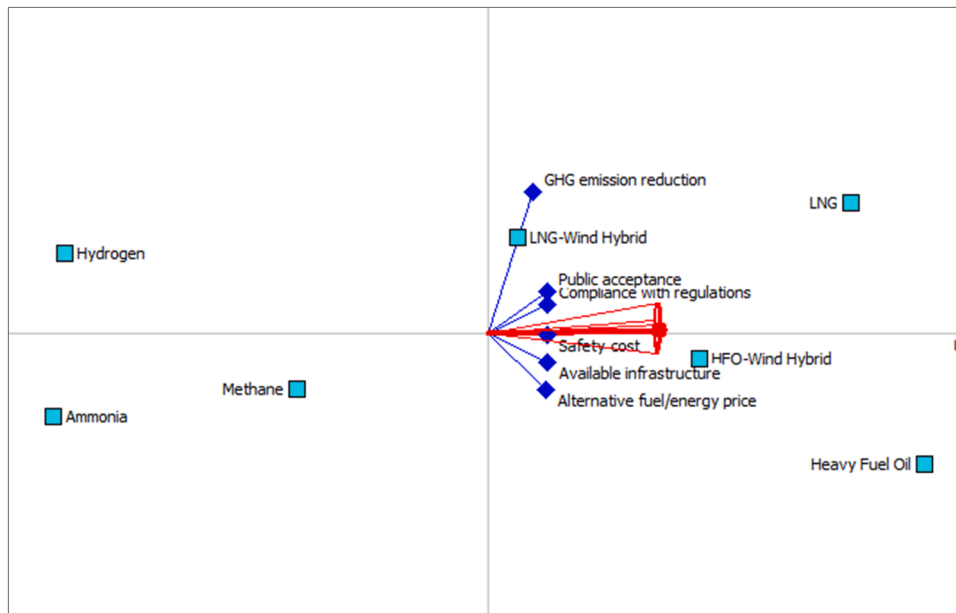 GHG emission reduction
LNG
LNG-Wind Hybrid
Hydrogen
Public acceptance
Compliance with regulations
Safety cost
HFO-Wind Hybrid
Available infrastructure
Methane
Alternative fuel/energy price
Ammonia
Heavy Fuel Oil